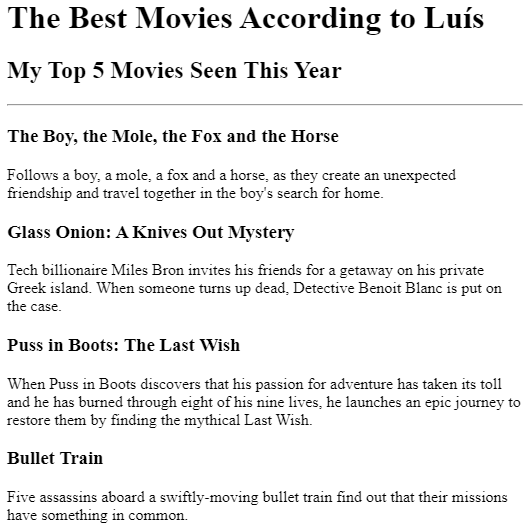 The Best Movies According to Luís
My Top 5 Movies Seen This Year
The Boy, the Mole, the Fox and the Horse
Follows a boy, a mole, a fox and a horse, as they create an unexpected
friendship and travel together in the boy's search for home.
Glass Onion: A Knives Out Mystery
Tech billionaire Miles Bron invites his friends for a getaway on his private
Greek island. When someone turns up dead, Detective Benoit Blanc is put on
the case.
Puss in Boots: The Last Wish
When Puss in Boots discovers that his passion for adventure has taken its toll
and he has burned through eight of his nine lives, he launches an epic journey to
restore them by finding the mythical Last Wish.
Bullet Train
Five assassins aboard a swiftly-moving bullet train find out that their missions
have something in common.